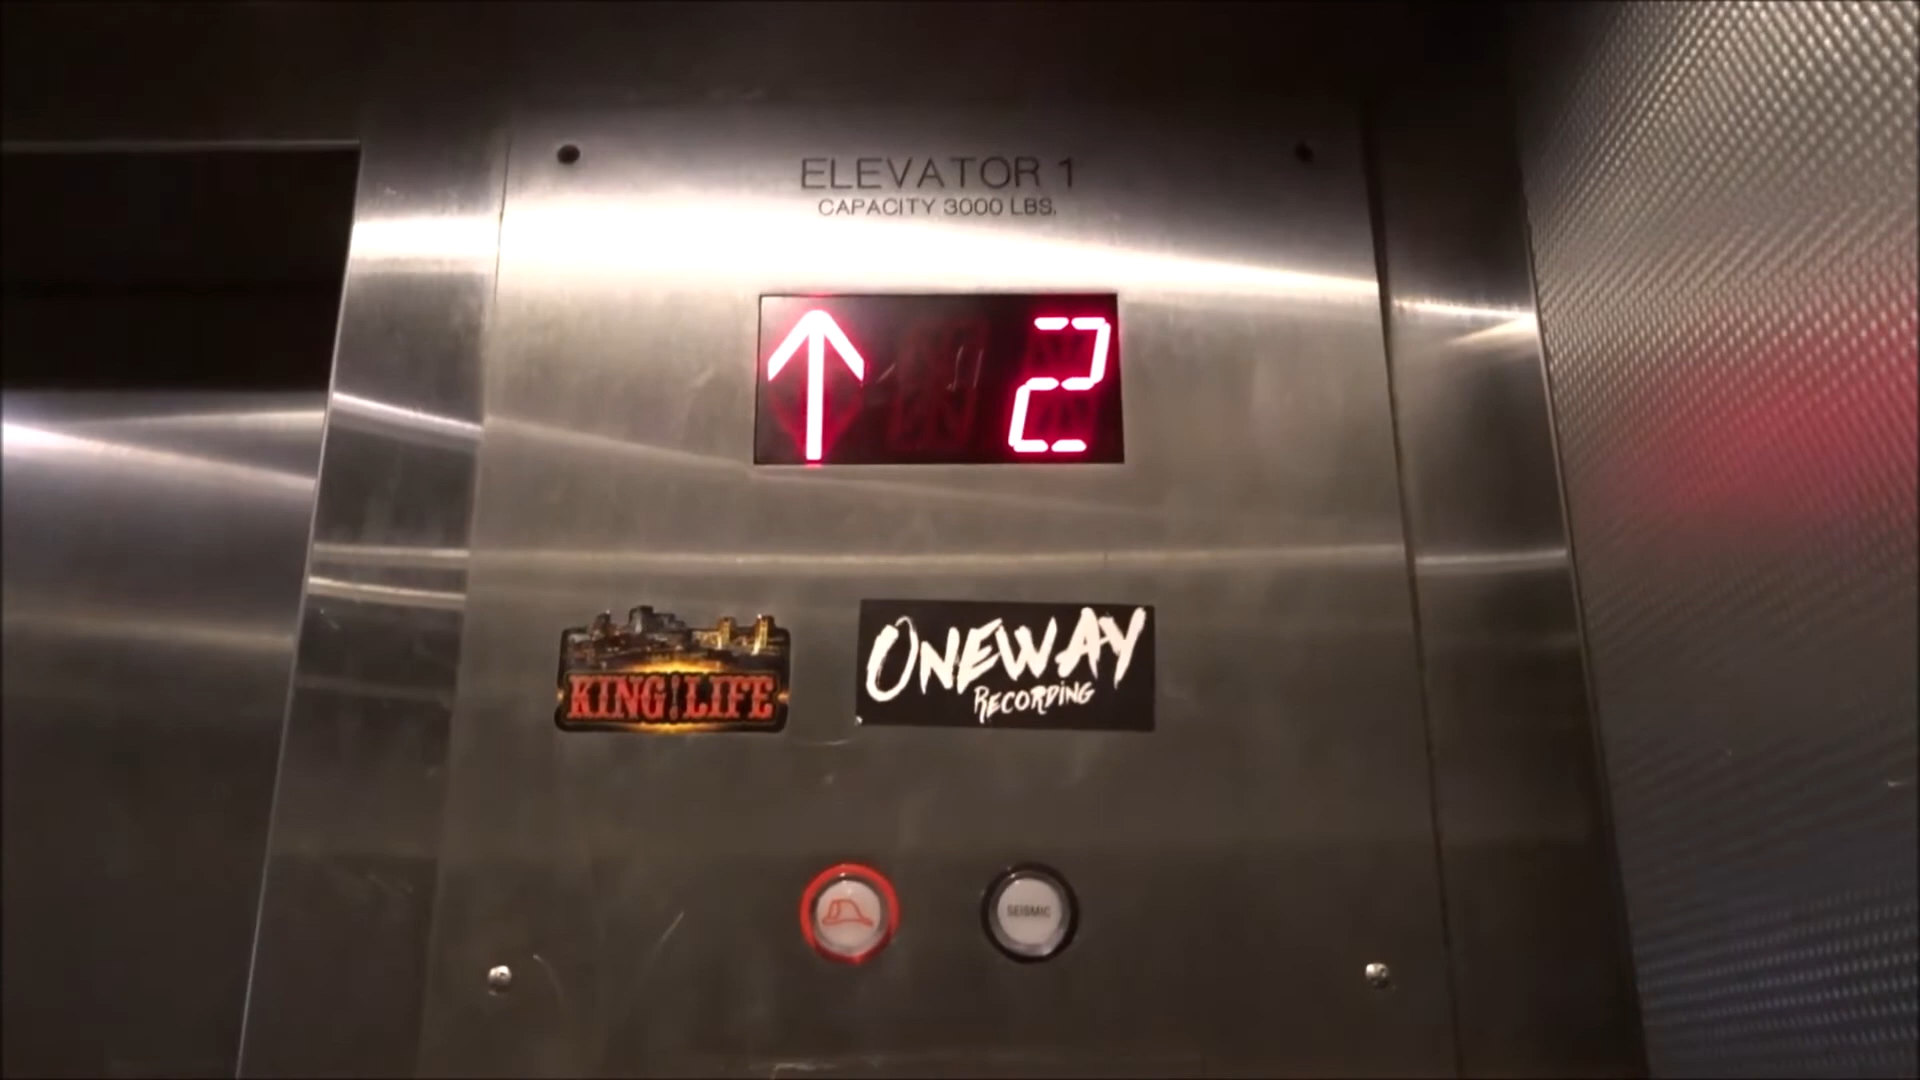 ELEVATOR 1
CAPACITY 3000 LBS.
2
KING!LIFE
ONEWAY
RECORDING
SEISMIC